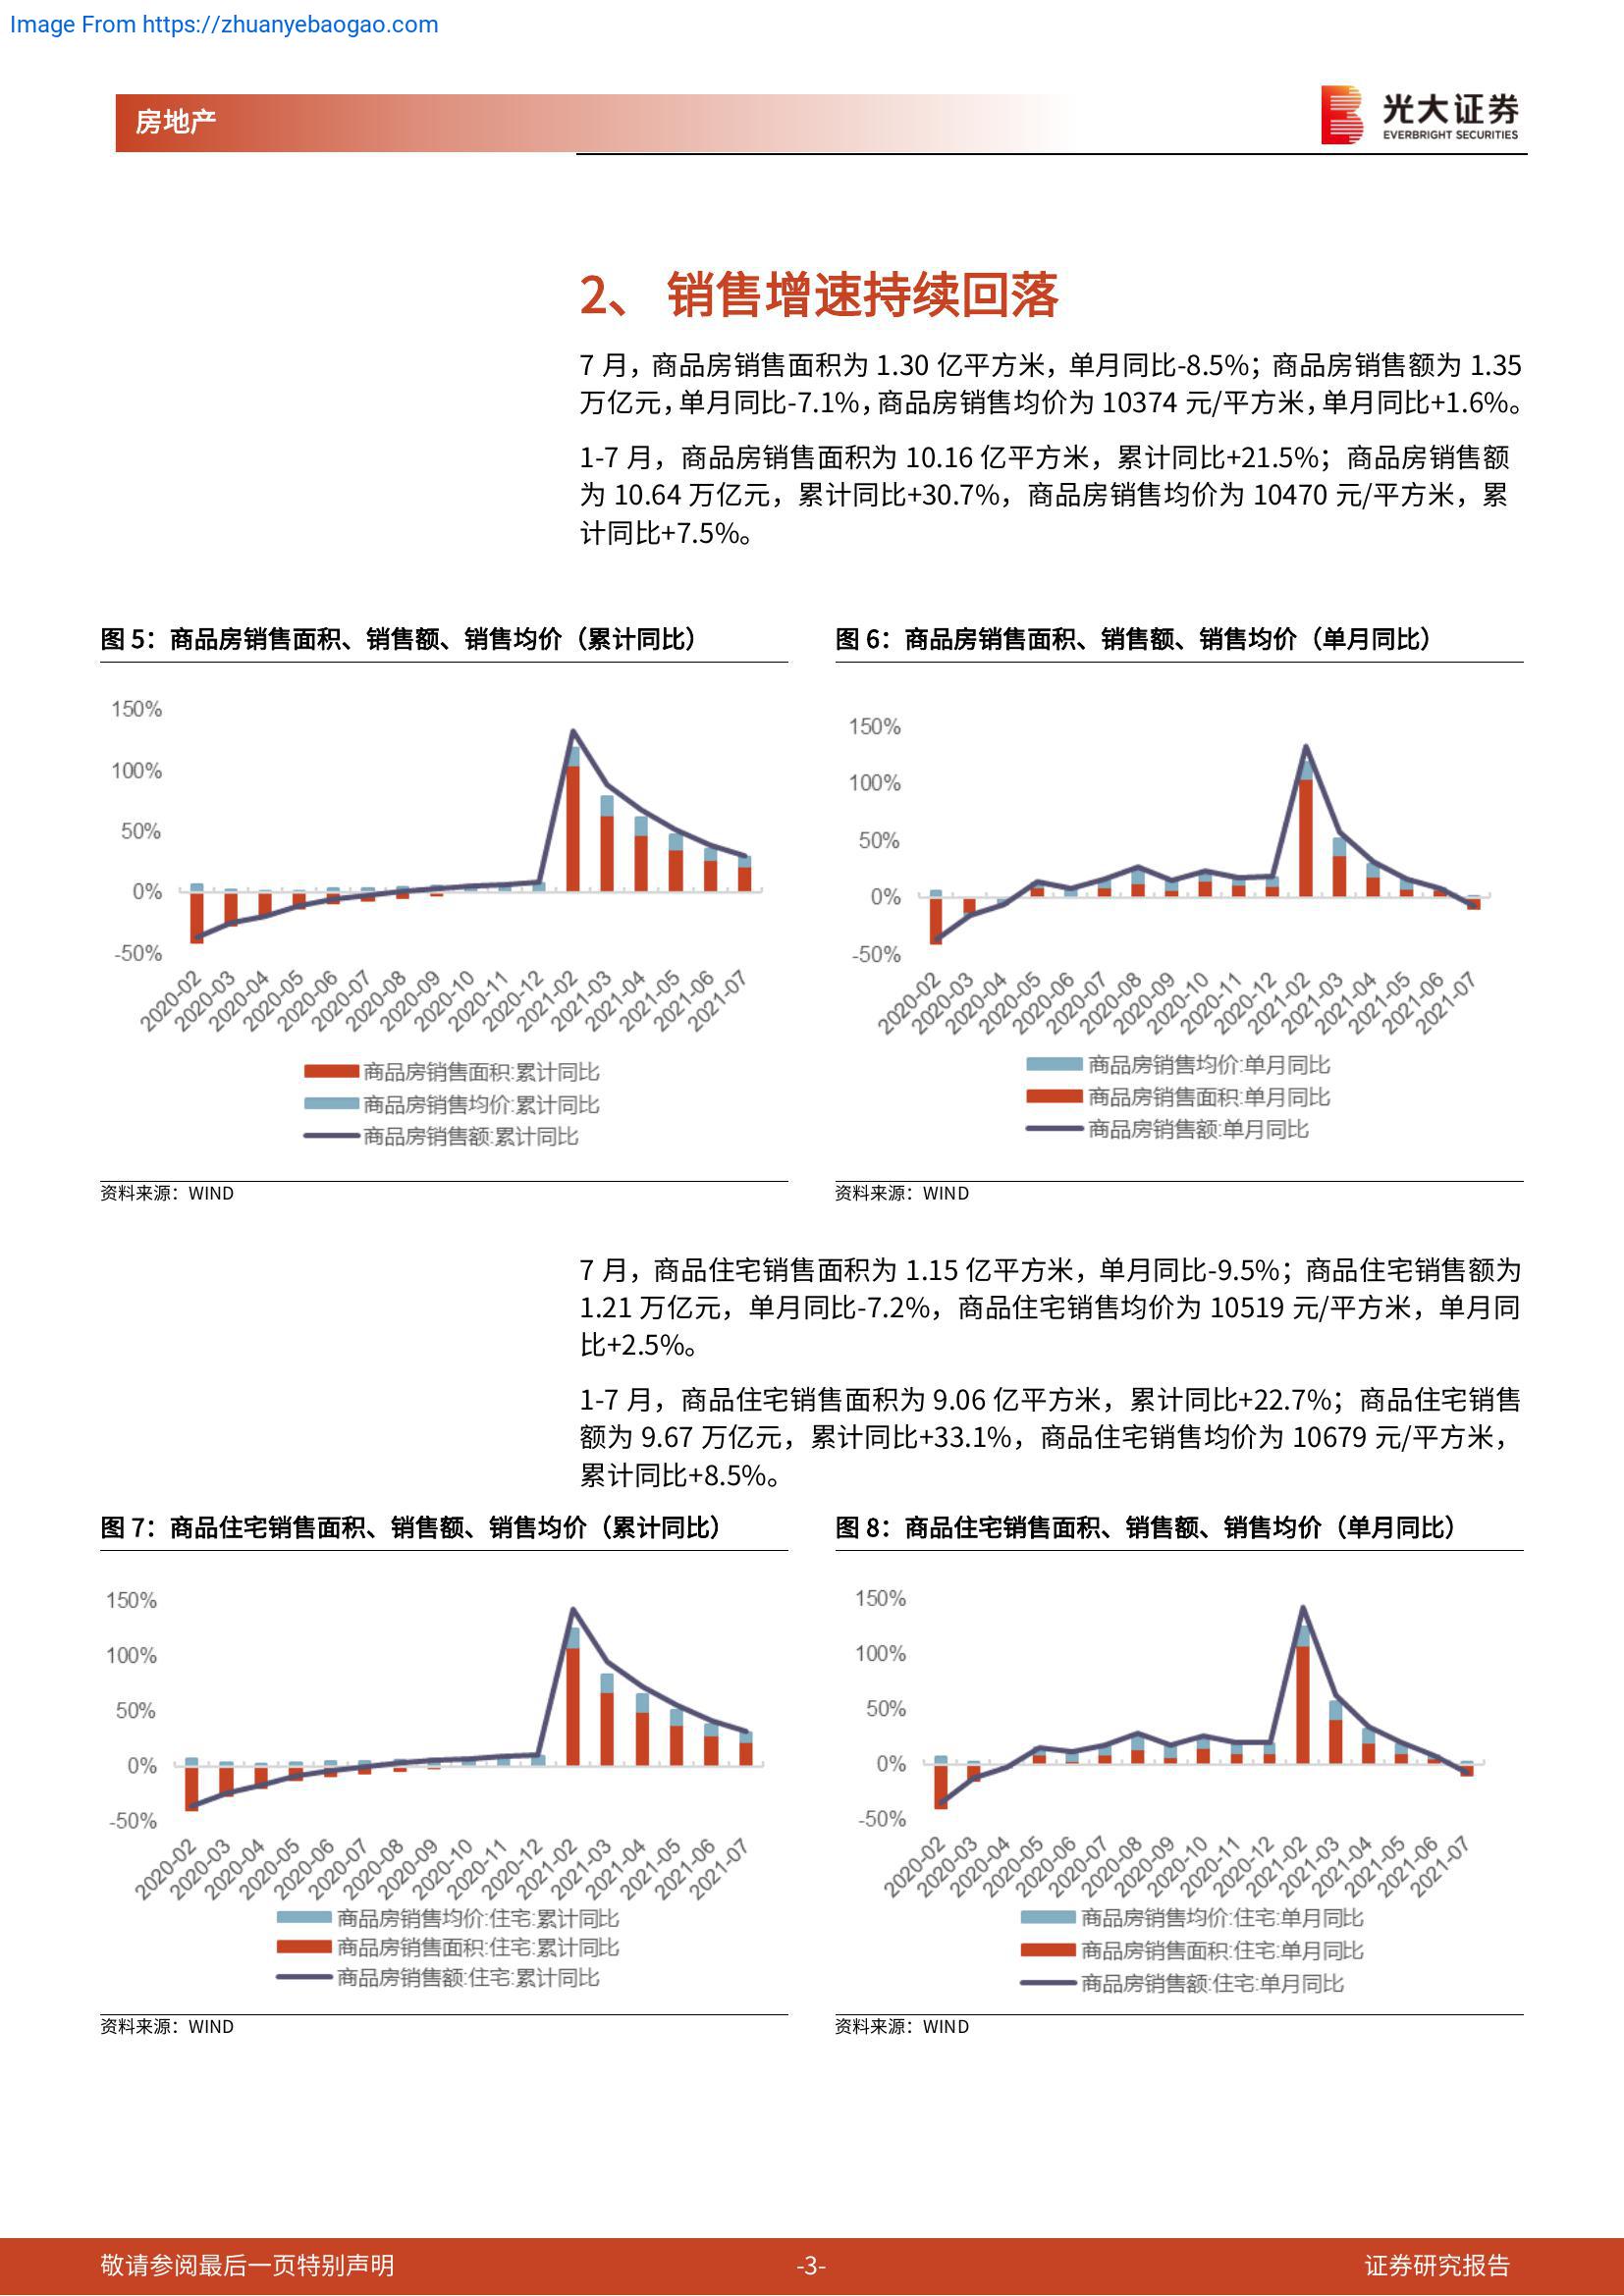 Image From https://zhuanyebaogao.com
房地产
光大证券
EVERBRIGHT SECURITIES
2、 销售增速持续回落
7 月，商品房销售面积为 1.30 亿平方米，单月同比-8.5%；商品房销售额为 1.35
万亿元，单月同比-7.1%，商品房销售均价为 10374 元/平方米，单月同比+1.6%。
1-7 月，商品房销售面积为 10.16 亿平方米，累计同比+21.5%；商品房销售额
为 10.64 万亿元，累计同比+30.7%，商品房销售均价为 10470 元/平方米，累
计同比+7.5%。
图 5：商品房销售面积、销售额、销售均价（累计同比）
150%
100%
50%
0%
-50%
2020-02 2020-03 2020-04 2020-05 2020-06 2020-07 2020-08 2020-09 2020-10 2020-11 2020-12 2021-02 2021-03 2021-04 2021-05 2021-06 2021-07
商品房销售面积:累计同比
商品房销售均价:累计同比
商品房销售额:累计同比
资料来源：WIND
图 6：商品房销售面积、销售额、销售均价（单月同比）
150%
100%
50%
0%
-50%
2020-02 2020-03 2020-04 2020-05 2020-06 2020-07 2020-08 2020-09 2020-10 2020-11 2020-12 2021-02 2021-03 2021-04 2021-05 2021-06 2021-07
商品房销售均价:单月同比
商品房销售面积:单月同比
商品房销售额:单月同比
资料来源：WIND
7 月，商品住宅销售面积为 1.15 亿平方米，单月同比-9.5%；商品住宅销售额为
1.21 万亿元，单月同比-7.2%，商品住宅销售均价为 10519 元/平方米，单月同
比+2.5%。
1-7 月，商品住宅销售面积为 9.06 亿平方米，累计同比+22.7%；商品住宅销售
额为 9.67 万亿元，累计同比+33.1%，商品住宅销售均价为 10679 元/平方米，
累计同比+8.5%。
图 7：商品住宅销售面积、销售额、销售均价（累计同比）
150%
100%
50%
0%
-50%
2020-02 2020-03 2020-04 2020-05 2020-06 2020-07 2020-08 2020-09 2020-10 2020-11 2020-12 2021-02 2021-03 2021-04 2021-05 2021-06 2021-07
商品房销售均价:住宅:累计同比
商品房销售面积:住宅:累计同比
商品房销售额:住宅:累计同比
资料来源：WIND
图 8：商品住宅销售面积、销售额、销售均价（单月同比）
150%
100%
50%
0%
-50%
2020-02 2020-03 2020-04 2020-05 2020-06 2020-07 2020-08 2020-09 2020-10 2020-11 2020-12 2021-02 2021-03 2021-04 2021-05 2021-06 2021-07
商品房销售均价:住宅:单月同比
商品房销售面积:住宅:单月同比
商品房销售额:住宅:单月同比
资料来源：WIND
敬请参阅最后一页特别声明
-3-
证券研究报告